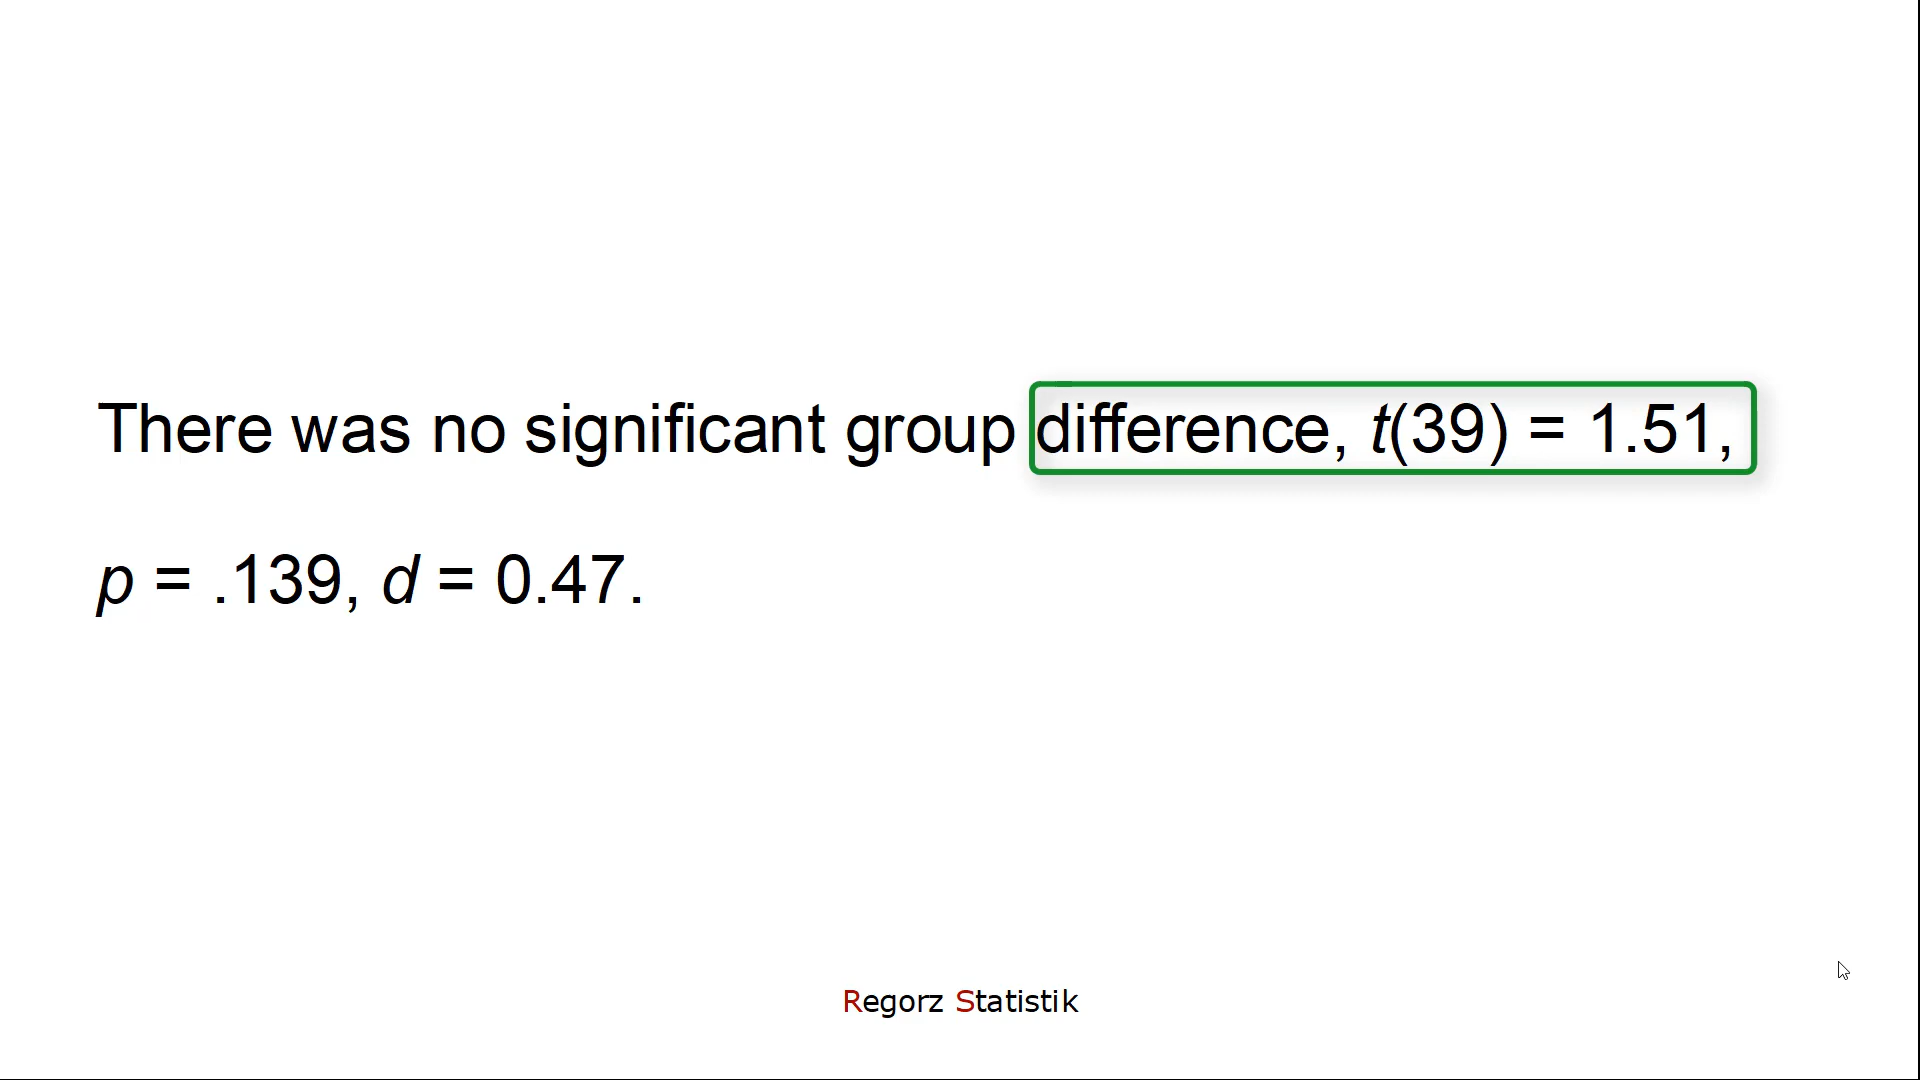 There was no significant group difference, t(39) = 1.51,
p = .139, d = 0.47.
Regorz Statistik